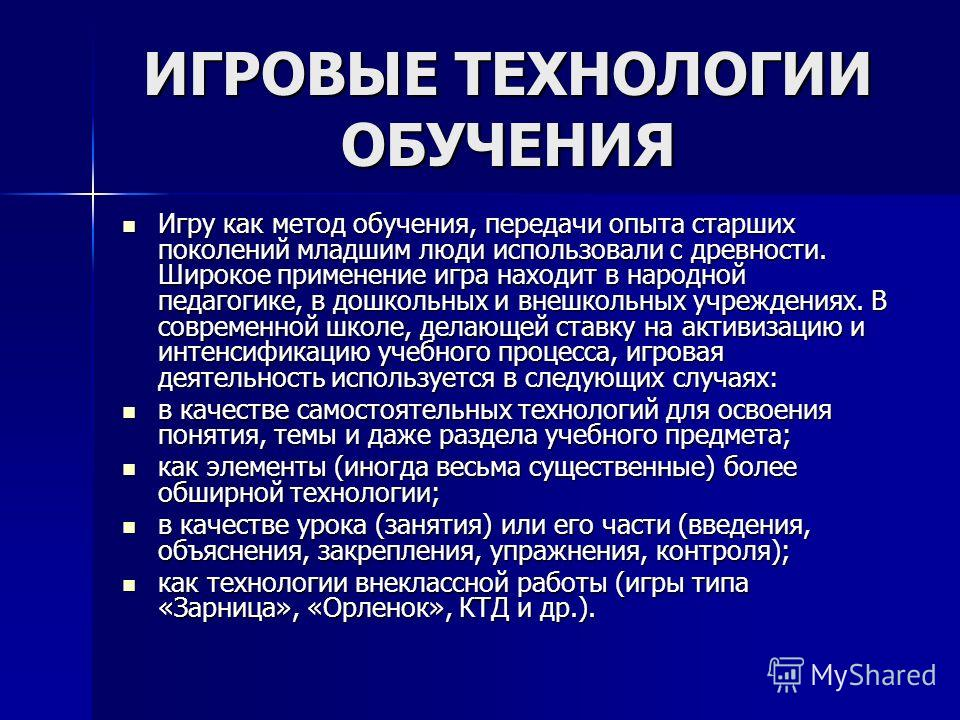 ИГРОВЫЕ ТЕХНОЛОГИИ
ОБУЧЕНИЯ
Игру как метод обучения, передачи опыта старших
поколений младшим люди использовали с древности.
Широкое применение игра находит в народной
педагогике, в дошкольных и внешкольных учреждениях. В
современной школе, делающей ставку на активизацию и
интенсификацию учебного процесса, игровая
деятельность используется в следующих случаях:
в качестве самостоятельных технологий для освоения
понятия, темы и даже раздела учебного предмета;
как элементы (иногда весьма существенные) более
обширной технологии;
в качестве урока (занятия) или его части (введения,
объяснения, закрепления, упражнения, контроля);
как технологии внеклассной работы (игры типа
«Зарница», «Орленок», КТД и др.).
MyShared